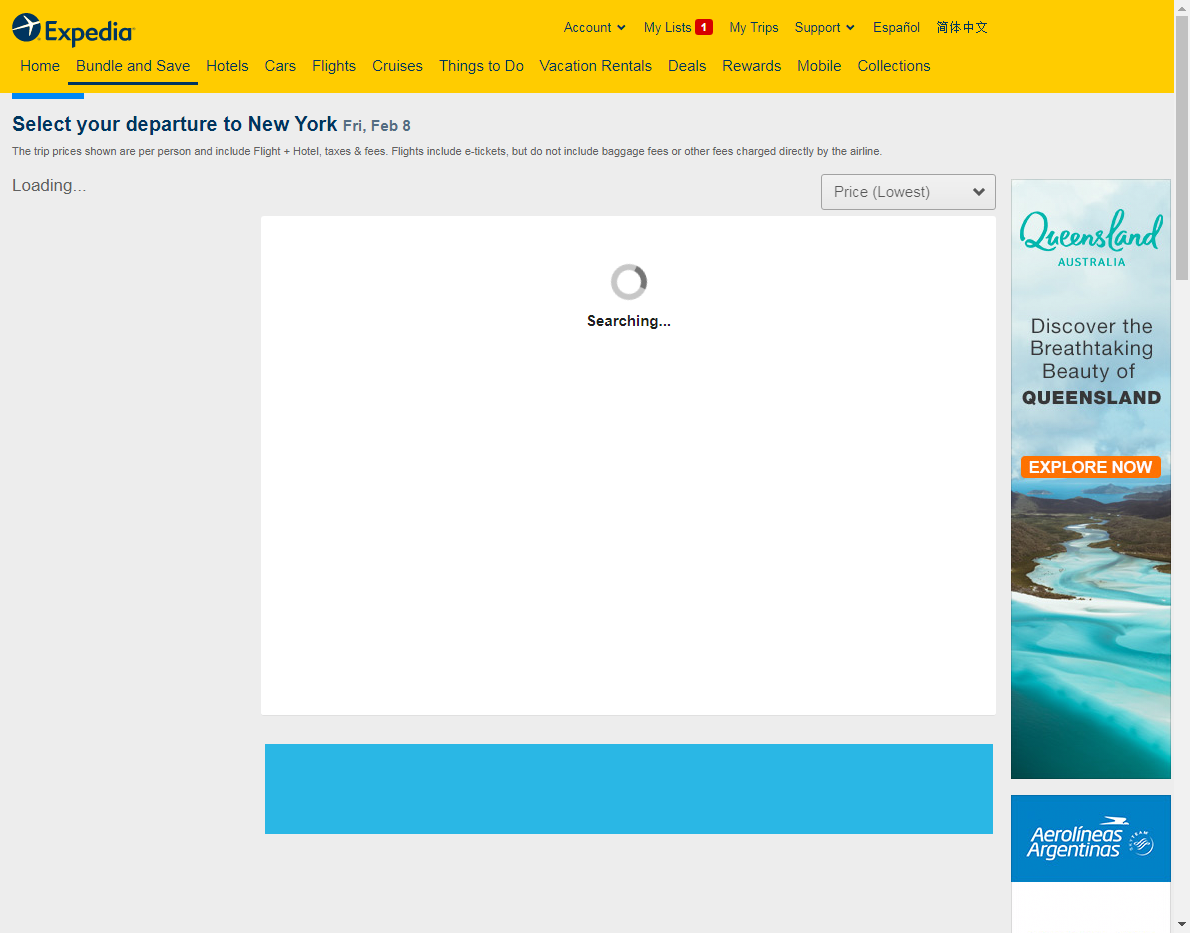 Expedia
Account My Lists 1 My Trips Support Español 简体中文
Home Bundle and Save Hotels Cars Flights Cruises Things to Do Vacation Rentals Deals Rewards Mobile Collections
Select your departure to New York Fri, Feb 8
The trip prices shown are per person and include Flight + Hotel, taxes & fees. Flights include e-tickets, but do not include baggage fees or other fees charged directly by the airline.
Loading...
Price (Lowest)
Searching...
Queensland
AUSTRALIA
Discover the
Breathtaking
Beauty of
QUEENSLAND
EXPLORE NOW
Aerolíneas
Argentinas